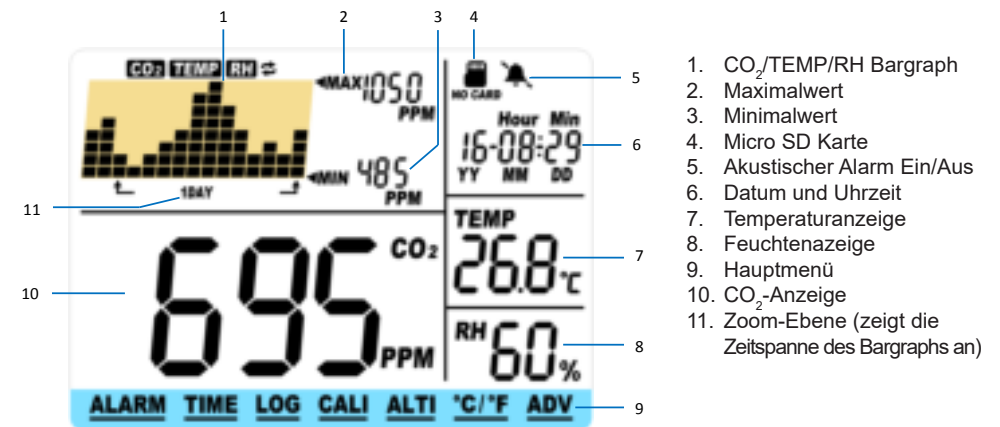 1 2 3 4
CO2 TEMP RH
MAX 1050
PPM
NO CARD
5
Hour Min
16-08:29
YY MM DD
6
MIN 485
PPM
1DAY
11
TEMP
26.8 °C
7
695 CO2
PPM
10
RH
60 %
8
ALARM TIME LOG CALI ALTI °C/°F ADV
9
1. CO2/TEMP/RH Bargraph
2. Maximalwert
3. Minimalwert
4. Micro SD Karte
5. Akustischer Alarm Ein/Aus
6. Datum und Uhrzeit
7. Temperaturanzeige
8. Feuchtenazeige
9. Hauptmenü
10. CO2-Anzeige
11. Zoom-Ebene (zeigt die
Zeitspanne des Bargraphs an)